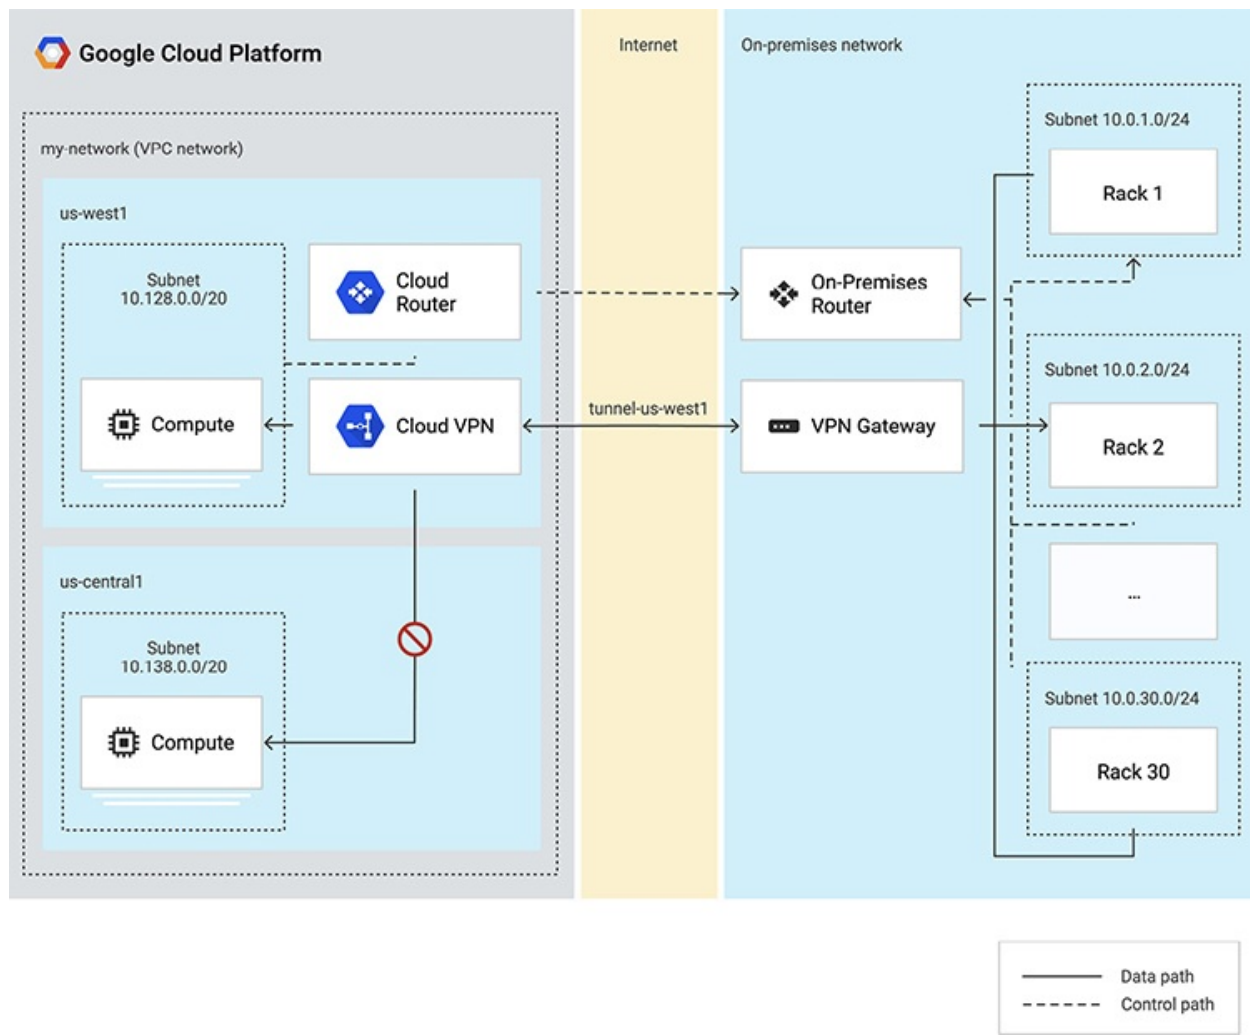 Google Cloud Platform
my-network (VPC network)
us-west1
Subnet
10.128.0.0/20
Compute
Cloud
Router
Cloud VPN
us-central1
Subnet
10.138.0.0/20
Compute
Internet
tunnel-us-west1
On-premises network
On-Premises
Router
VPN Gateway
Subnet 10.0.1.0/24
Rack 1
Subnet 10.0.2.0/24
Rack 2
...
Subnet 10.0.30.0/24
Rack 30
Data path
Control path